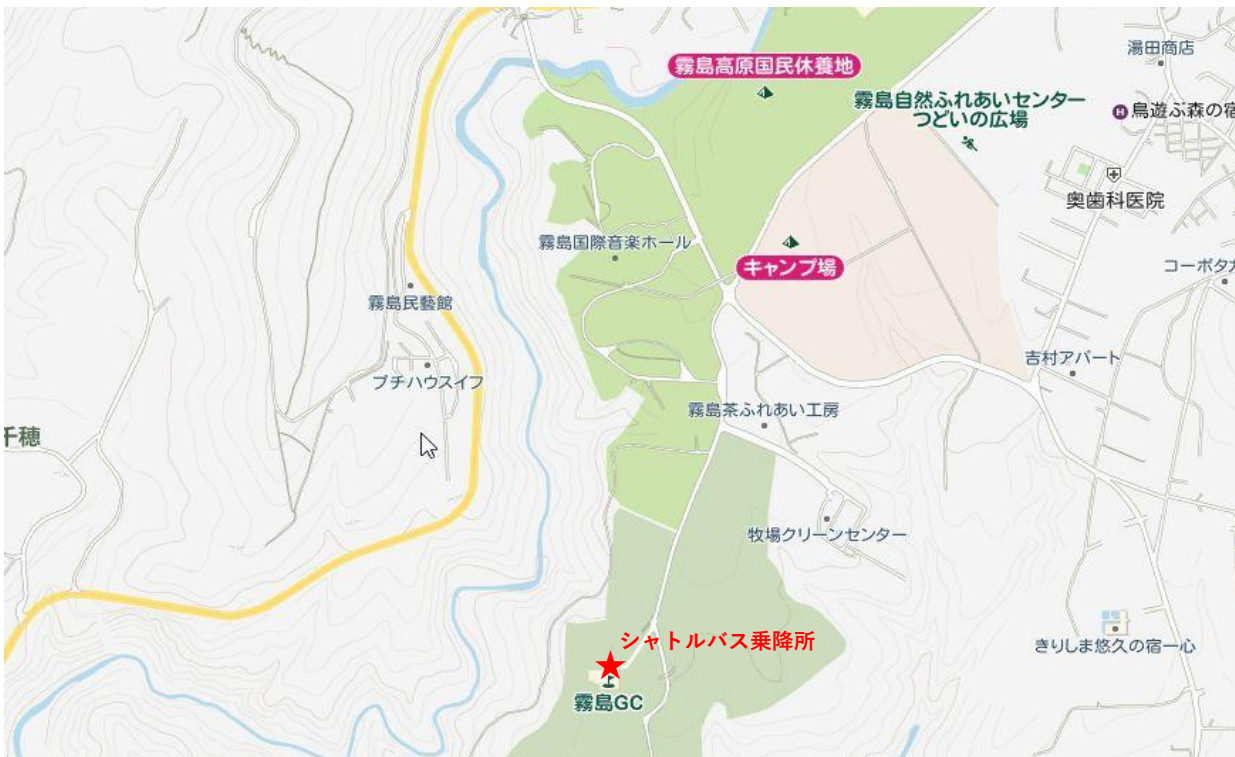 湯田商店
霧島高原国民休養地
霧島自然ふれあいセンター
つどいの広場
H 鳥遊ぶ森の宿
奥歯科医院
霧島国際音楽ホール
キャンプ場
コーポタカ
霧島民藝館
吉村アパート
プチハウスイフ
霧島茶ふれあい工房
千穂
牧場クリーンセンター
シャトルバス乗降所
きりしま悠久の宿一心
霧島GC